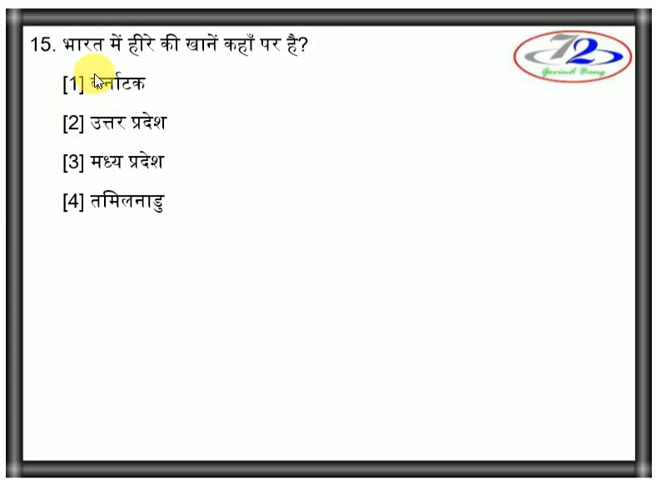 15. भारत में हीरे की खानें कहाँ पर है?
72
Govind Bang
[1] कर्नाटक
[2] उत्तर प्रदेश
[3] मध्य प्रदेश
[4] तमिलनाडु